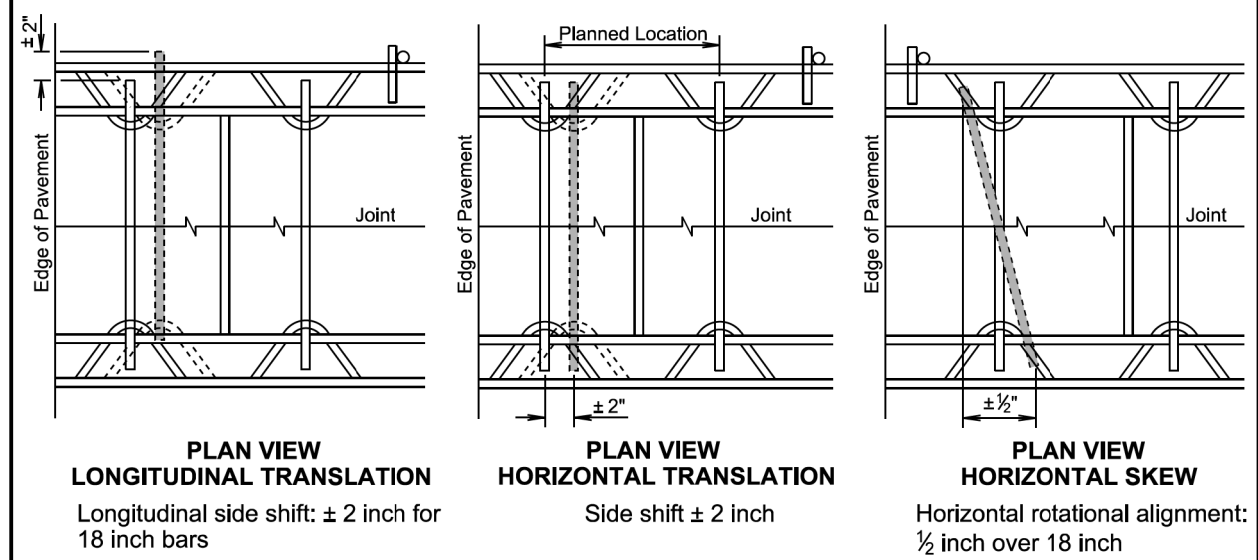 ± 2"
Edge of Pavement
Joint
PLAN VIEW
LONGITUDINAL TRANSLATION
Longitudinal side shift: ± 2 inch for
18 inch bars
Planned Location
Edge of Pavement
Joint
± 2"
PLAN VIEW
HORIZONTAL TRANSLATION
Side shift ± 2 inch
Edge of Pavement
Joint
±½"
PLAN VIEW
HORIZONTAL SKEW
Horizontal rotational alignment:
½ inch over 18 inch